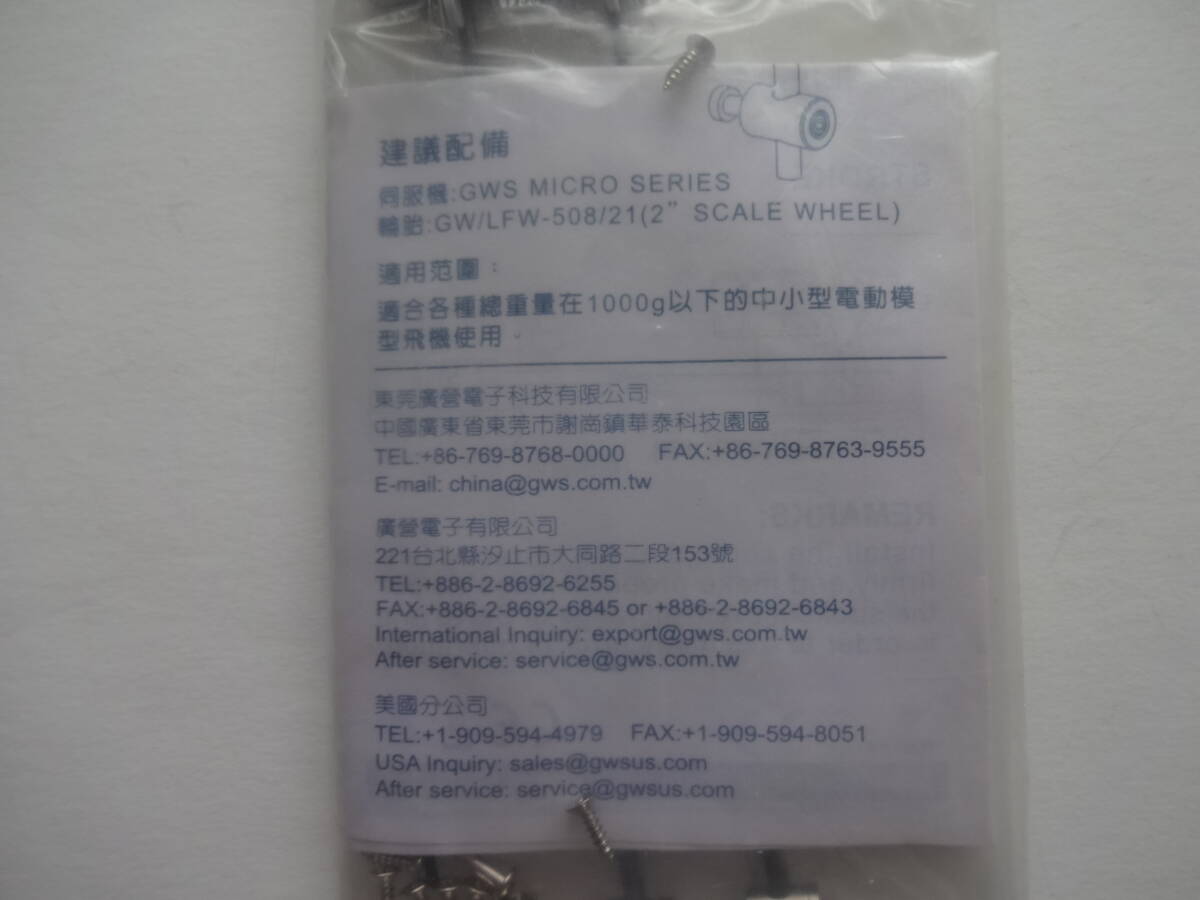 建議配備
伺服機:GWS MICRO SERIES
輪胎:GW/LFW-508/21(2” SCALE WHEEL)
適用范圍：
適合各種總重量在1000g以下的中小型電動模
型飛機使用。
東莞廣營電子科技有限公司
中國廣東省東莞市謝崗鎮華泰科技園區
TEL:+86-769-8768-0000 FAX:+86-769-8763-9555
E-mail: china@gws.com.tw
廣營電子有限公司
221台北縣汐止市大同路二段153號
TEL:+886-2-8692-6255
FAX:+886-2-8692-6845 or +886-2-8692-6843
International Inquiry: export@gws.com.tw
After service: service@gws.com.tw
美國分公司
TEL:+1-909-594-4979 FAX:+1-909-594-8051
USA Inquiry: sales@gwsus.com
After service: service@gwsus.com
REMARKS: